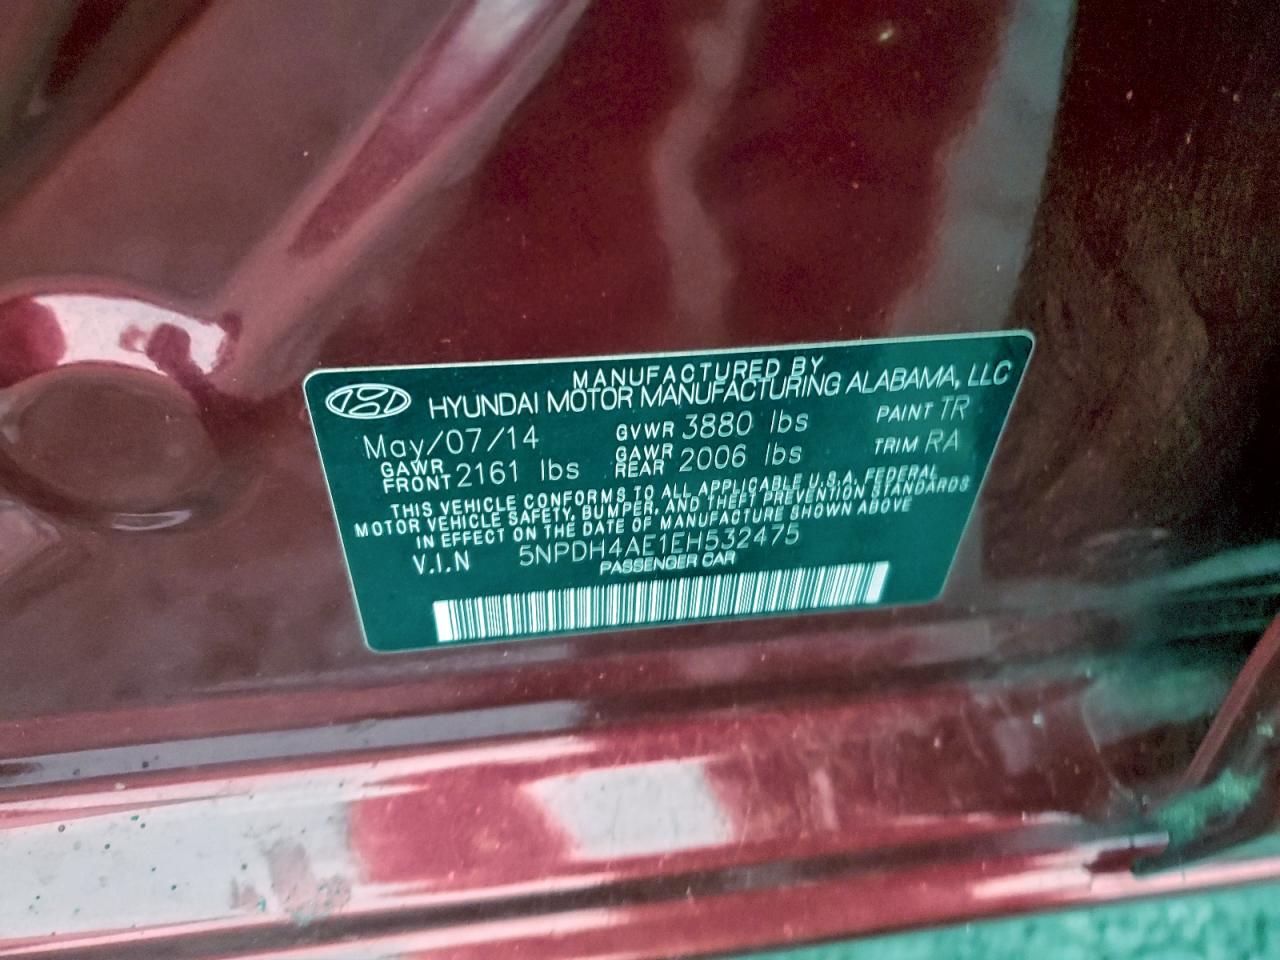 MANUFACTURED BY
HYUNDAI MOTOR MANUFACTURING ALABAMA, LLC
May/07/14 GVWR 3880 lbs PAINT TR
GAWR FRONT 2161 lbs GAWR REAR 2006 lbs TRIM RA
THIS VEHICLE CONFORMS TO ALL APPLICABLE U.S.A. FEDERAL
MOTOR VEHICLE SAFETY, BUMPER, AND THEFT PREVENTION STANDARDS
IN EFFECT ON THE DATE OF MANUFACTURE SHOWN ABOVE
V.I.N 5NPDH4AE1EH532475
PASSENGER CAR